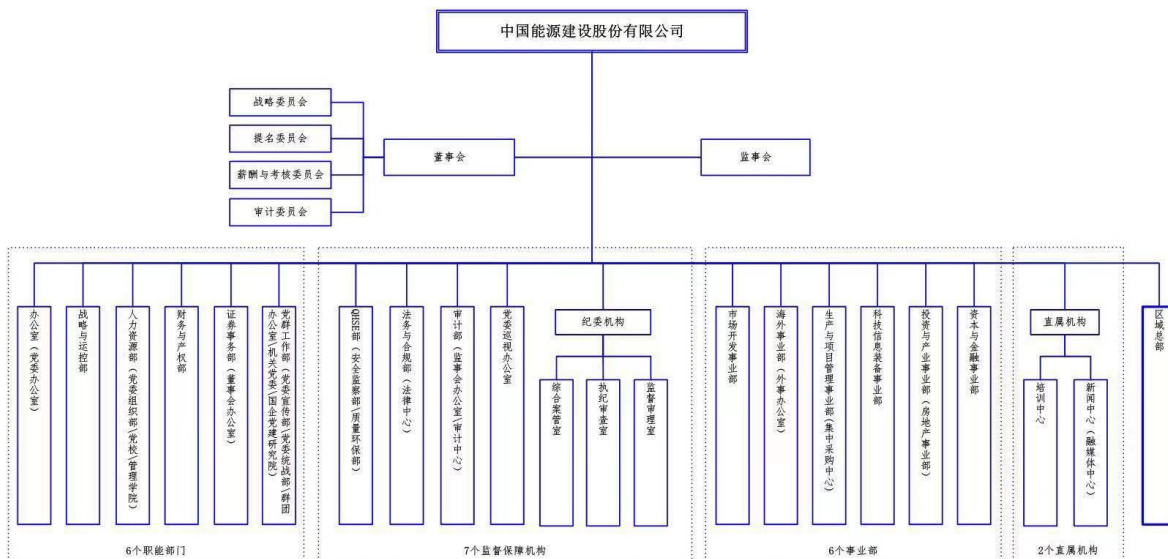 中国能源建设股份有限公司
战略委员会
提名委员会
薪酬与考核委员会
审计委员会
董事会
监事会
办公室（党委办公室）
战略与运控部
人力资源部（党委组织部/党校/管理学院）
财务与产权部
证券事务部（董事会办公室）
党群工作部（党委宣传部/党委统战部/群团
办公室/机关党委/国企党建研究院）
QHSE部（安全监察部/质量环保部）
法务与合规部（法律中心）
审计部（监事会办公室/审计中心）
党委巡视办公室
纪委机构
综合案管室
执纪审查室
监督审理室
市场开发事业部
海外事业部（外事办公室）
生产与项目管理事业部（集中采购中心）
科技信息装备事业部
投资与产业事业部（房地产事业部）
资本与金融事业部
直属机构
培训中心
新闻中心（融媒体中心）
区域总部
6个职能部门
7个监督保障机构
6个事业部
2个直属机构